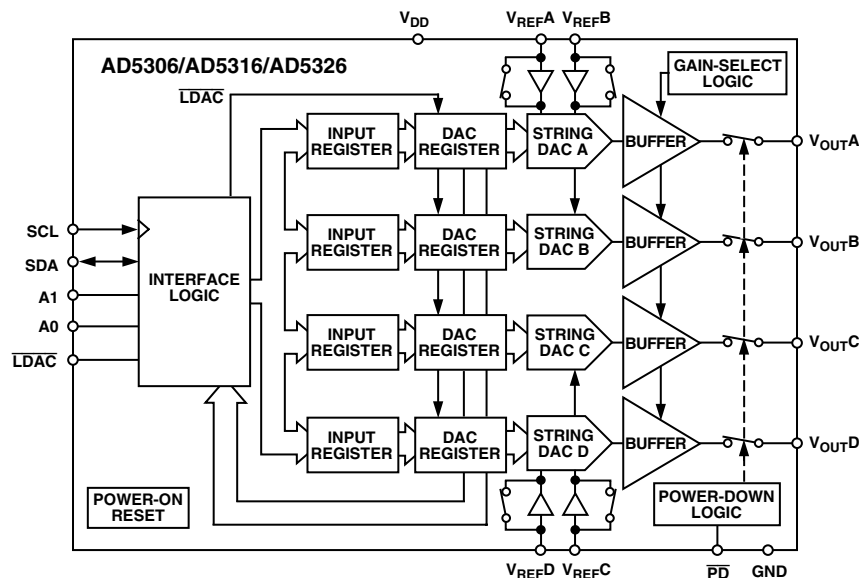 VDD
VREFA VREFB
AD5306/AD5316/AD5326
LDAC
GAIN-SELECT
LOGIC
INPUT
REGISTER
DAC
REGISTER
STRING
DAC A
BUFFER
VOUTA
SCL
SDA
A1
A0
LDAC
INTERFACE
LOGIC
INPUT
REGISTER
DAC
REGISTER
STRING
DAC B
BUFFER
VOUTB
INPUT
REGISTER
DAC
REGISTER
STRING
DAC C
BUFFER
VOUTC
INPUT
REGISTER
DAC
REGISTER
STRING
DAC D
BUFFER
VOUTD
POWER-ON
RESET
POWER-DOWN
LOGIC
VREFD VREFC
PD
GND